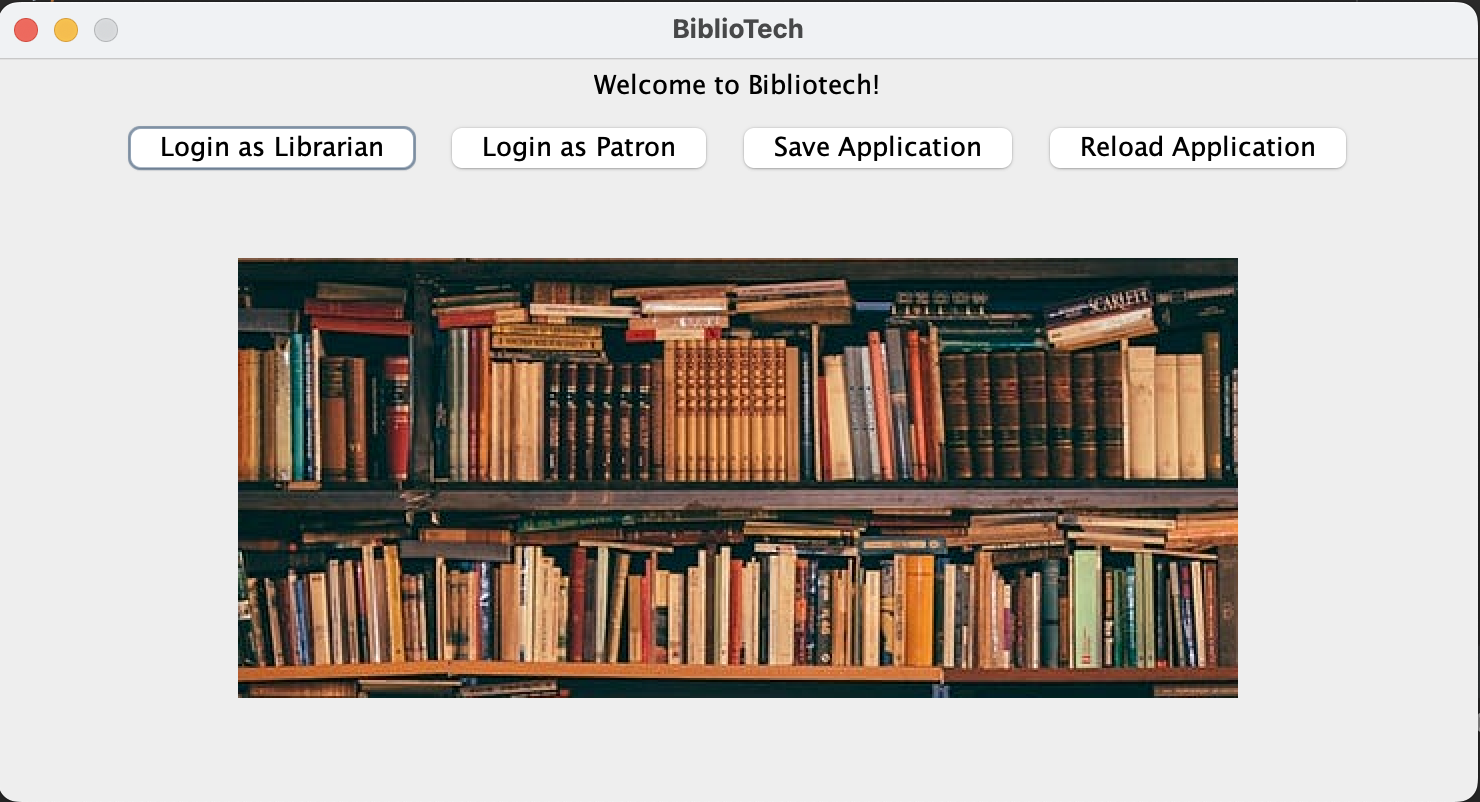 BiblioTech
Welcome to Bibliotech!
Login as Librarian Login as Patron Save Application Reload Application
SCARLETT